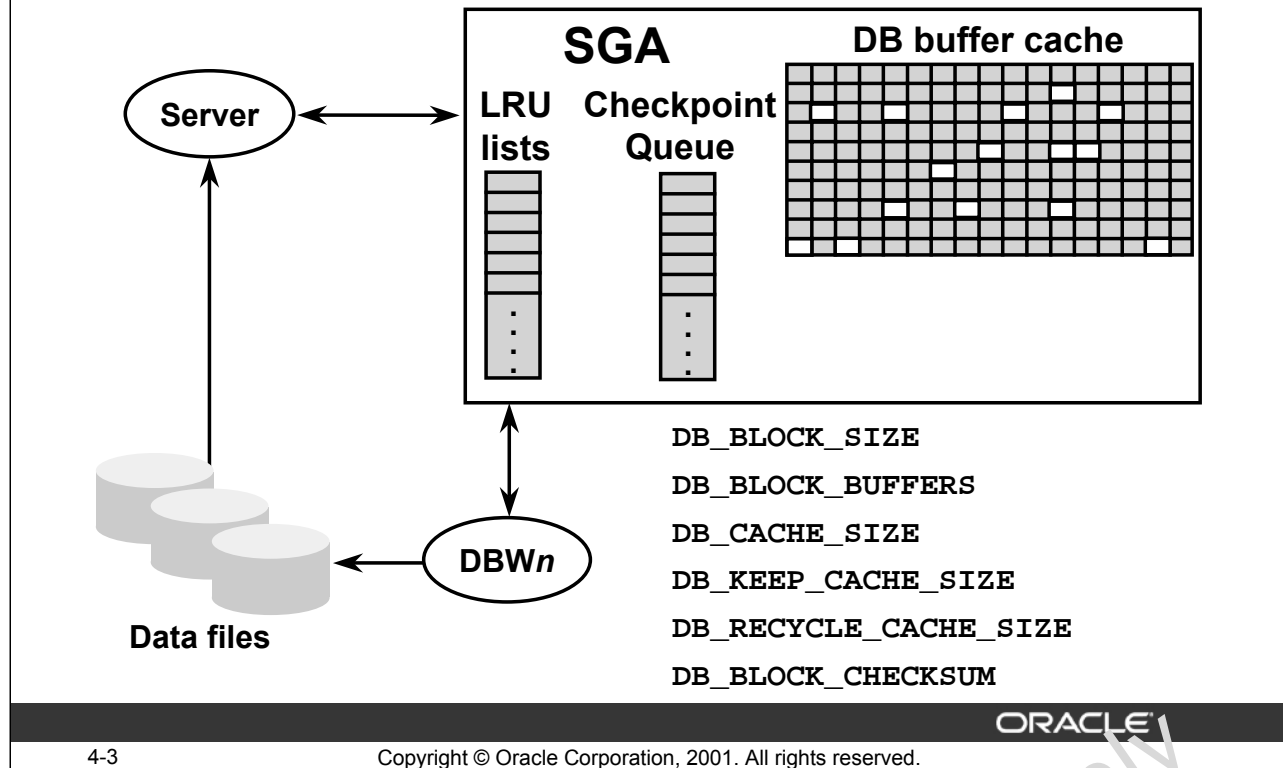 SGA
DB buffer cache
Server
LRU lists
Checkpoint Queue
DB_BLOCK_SIZE
DB_BLOCK_BUFFERS
DB_CACHE_SIZE
DB_KEEP_CACHE_SIZE
DB_RECYCLE_CACHE_SIZE
DB_BLOCK_CHECKSUM
DBWn
Data files
ORACLE
4-3
Copyright © Oracle Corporation, 2001. All rights reserved.